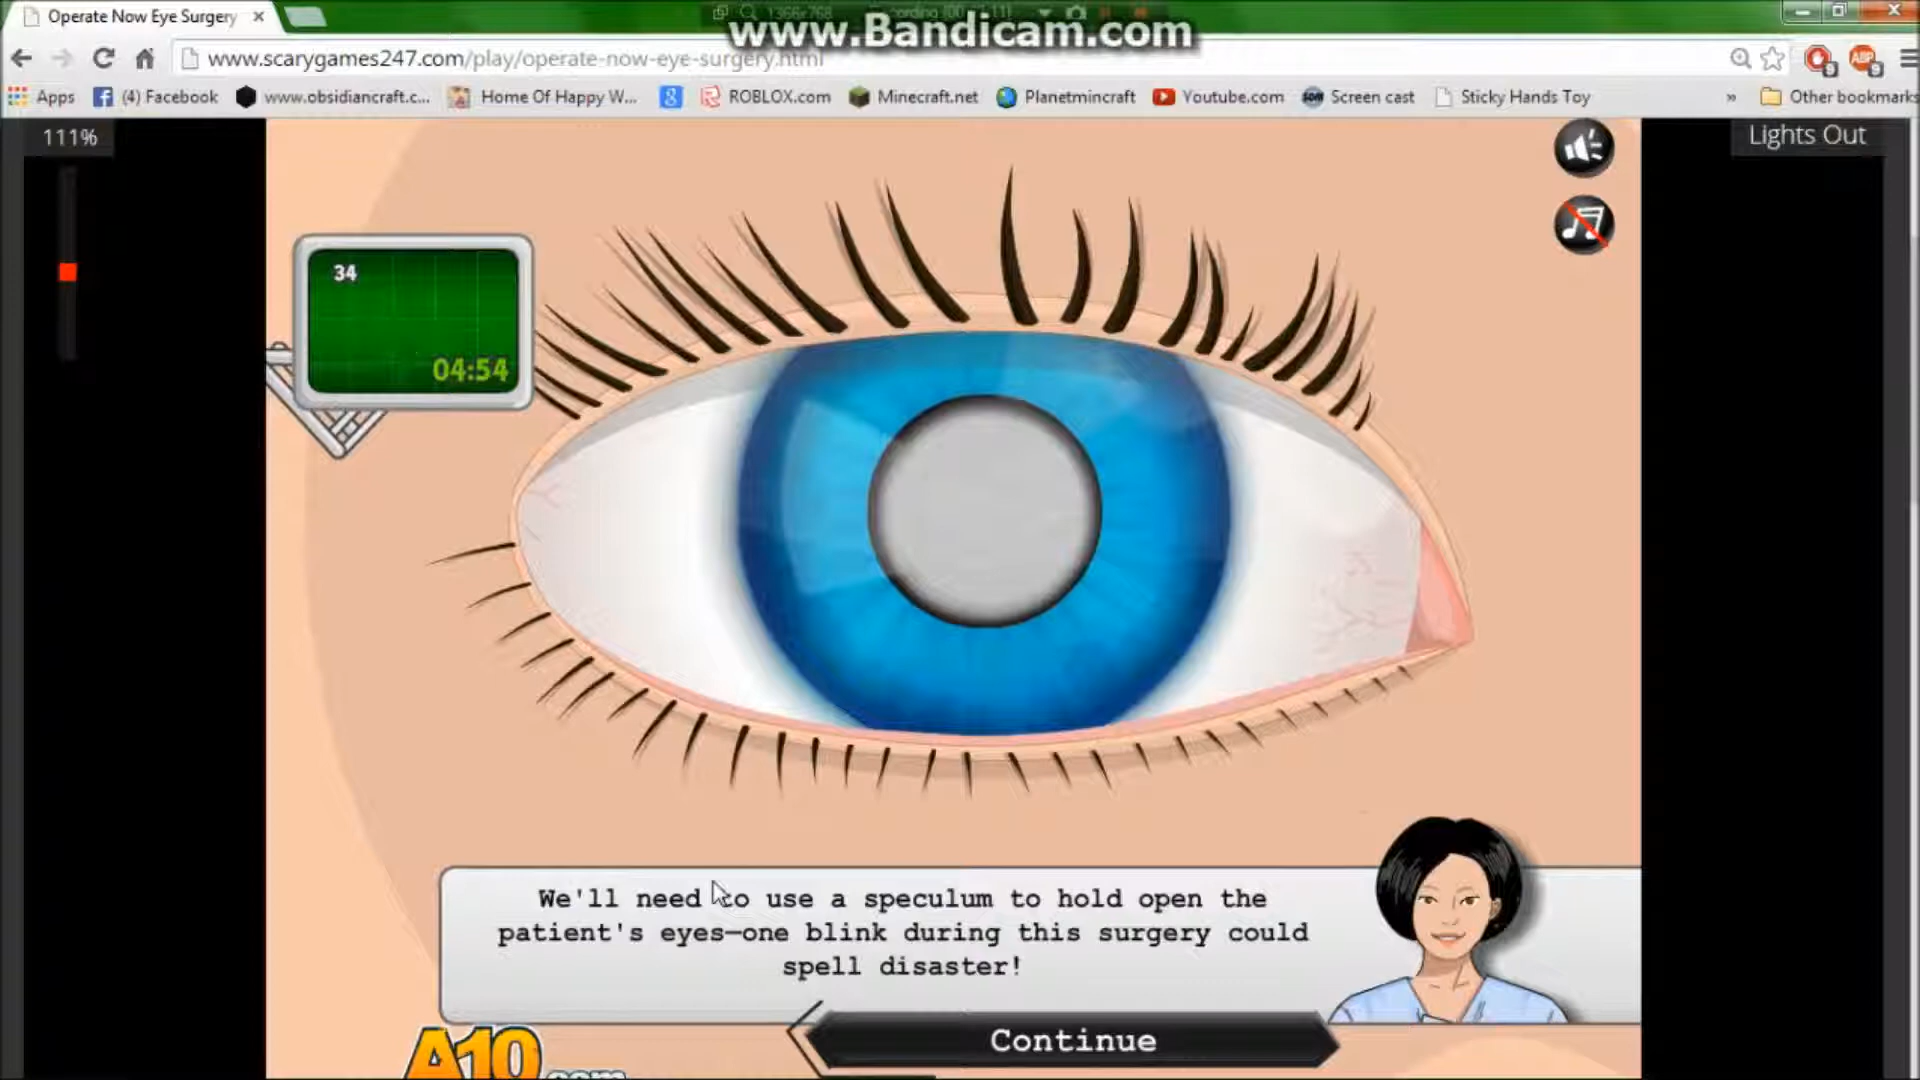 Operate Now Eye Surgery
www.Bandicam.com
www.scarygames247.com/play/operate-now-eye-surgery.html
Apps
(4) Facebook
www.obsidiancraft.c...
Home Of Happy W...
ROBLOX.com
Minecraft.net
Planetmincraft
Youtube.com
Screen cast
Sticky Hands Toy
»
Other bookmarks
111%
Lights Out
34
04:54
We'll need to use a speculum to hold open the
patient's eyes—one blink during this surgery could
spell disaster!
Continue
A10
.com